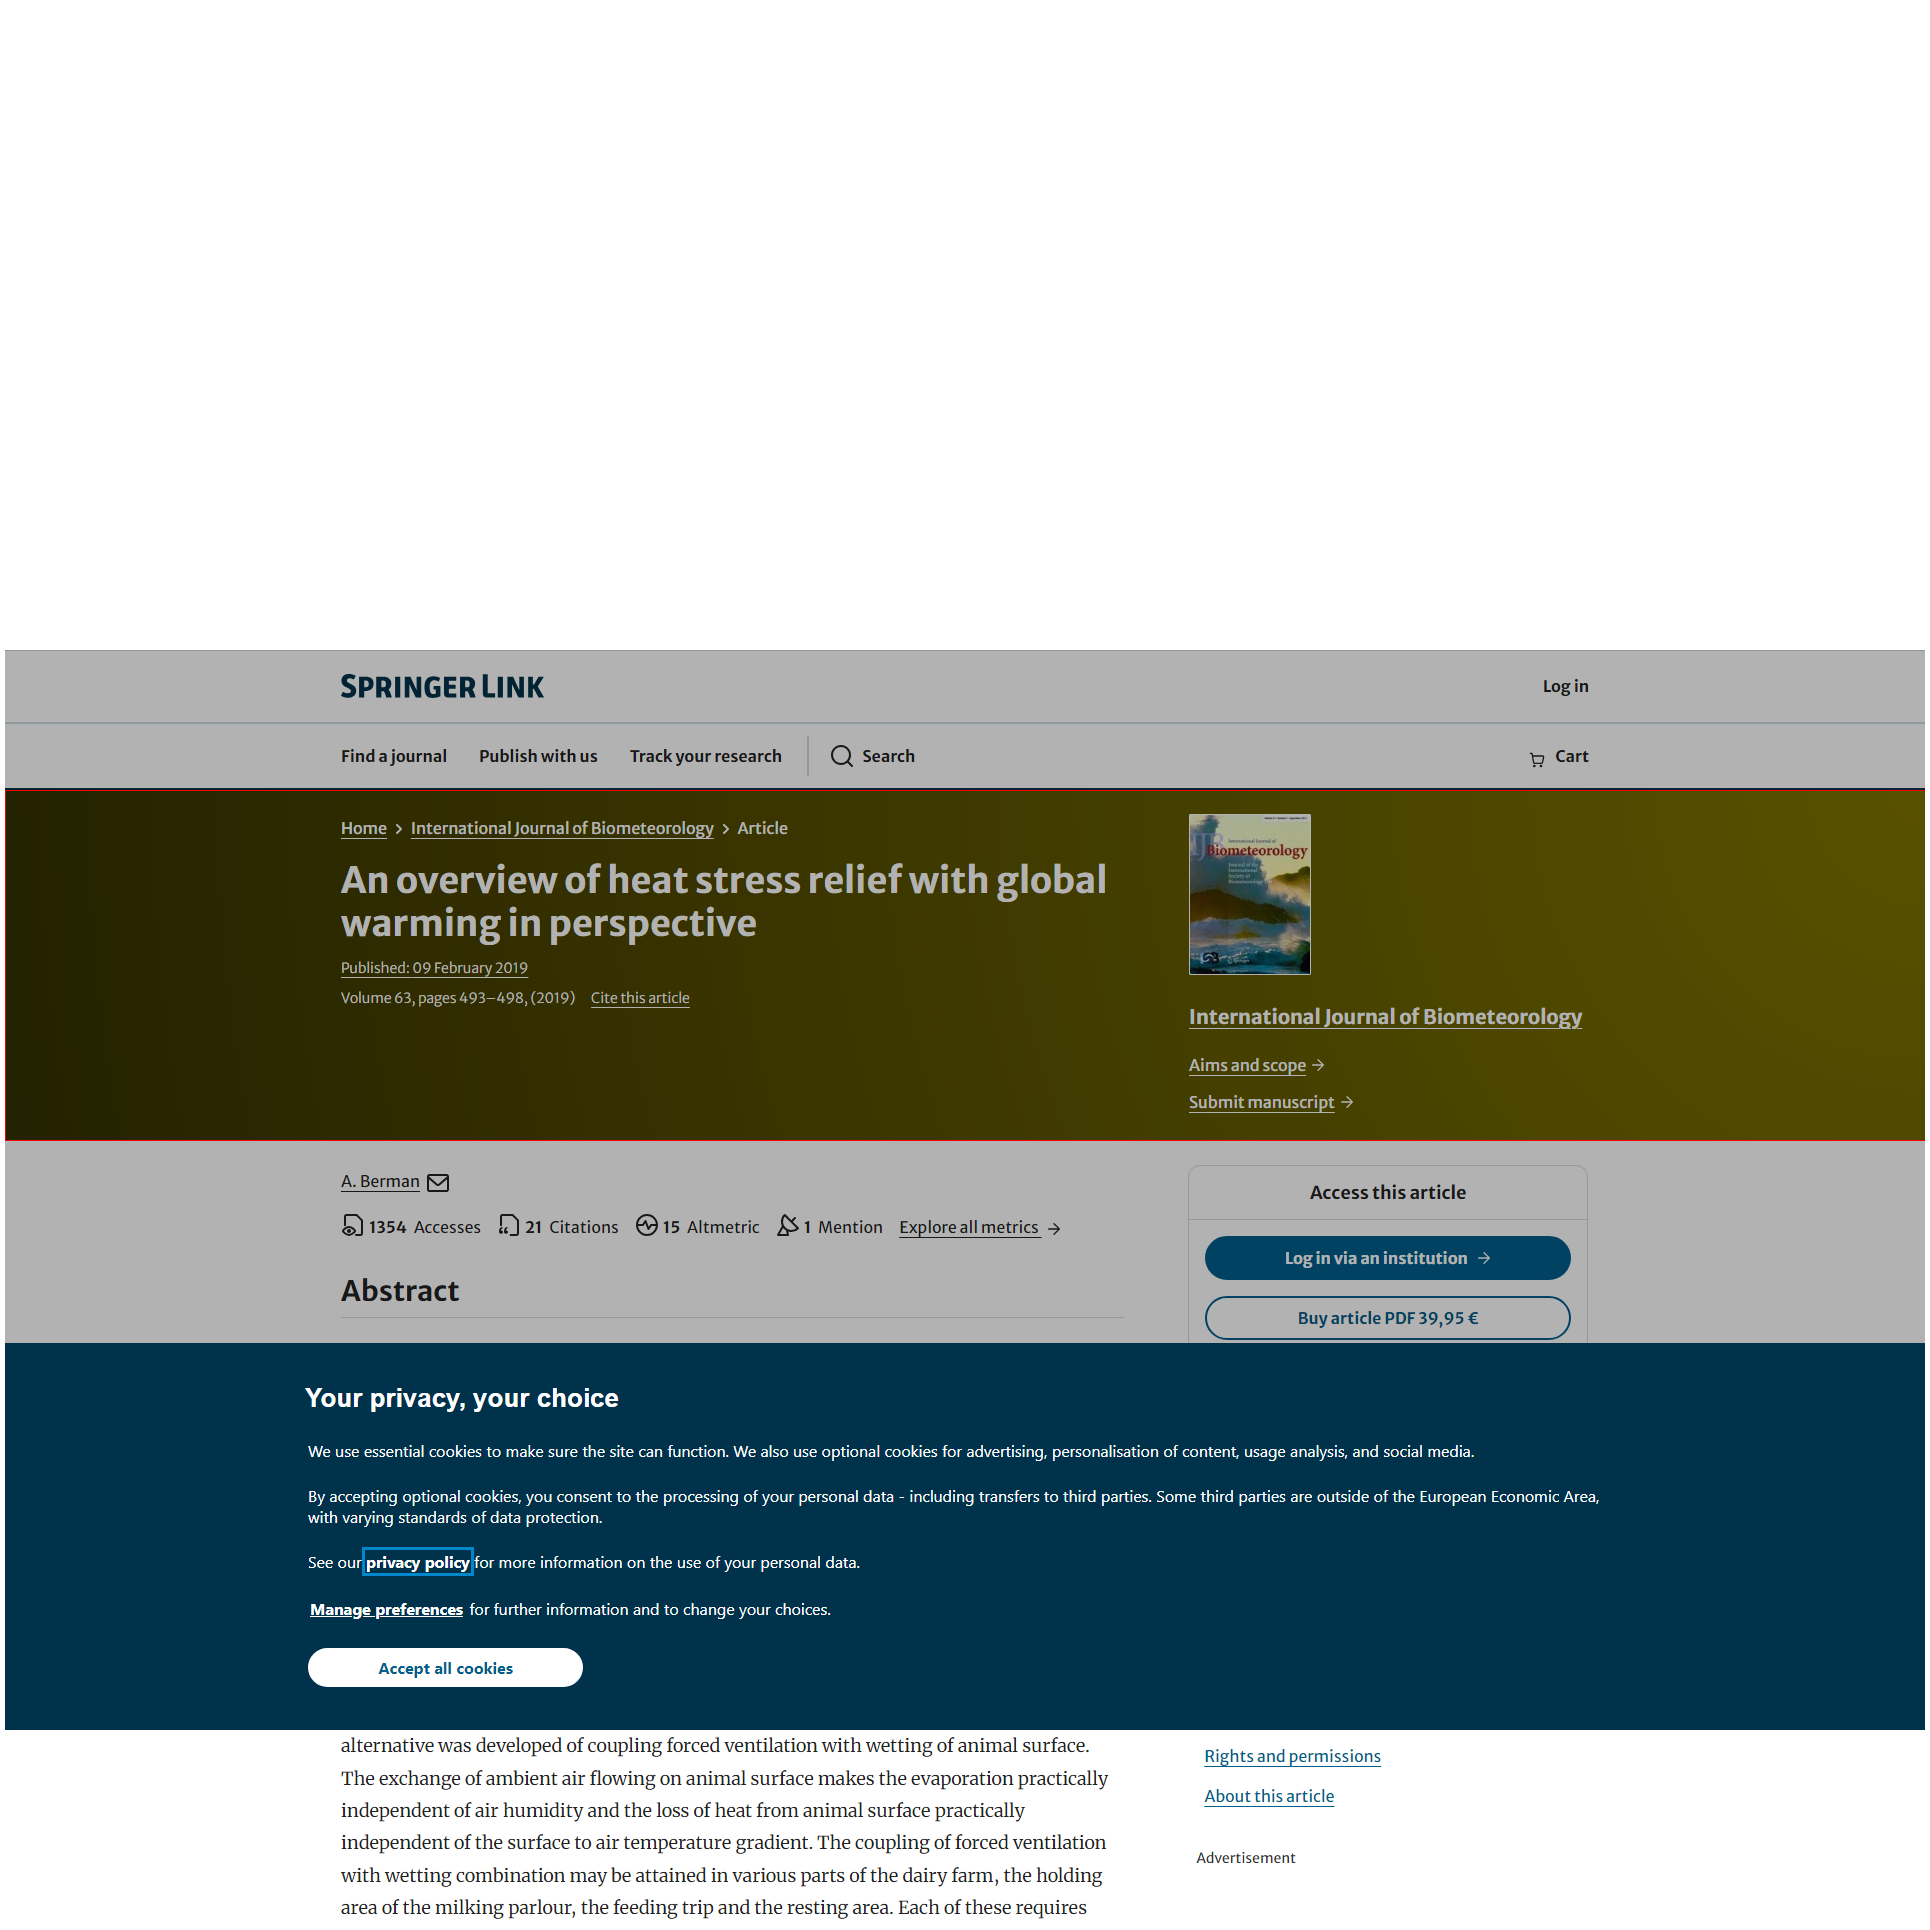 SPRINGER LINK
Log in
Find a journal
Publish with us
Track your research
Search
Cart
Home > International Journal of Biometeorology > Article
An overview of heat stress relief with global
warming in perspective
Published: 09 February 2019
Volume 63, pages 493–498, (2019)
Cite this article
International Journal of
Biometeorology
Journal of the
International
Society of
Biometeorology
International Journal of Biometeorology
Aims and scope →
Submit manuscript →
A. Berman
1354 Accesses
21 Citations
15 Altmetric
1 Mention
Explore all metrics →
Abstract
Access this article
Log in via an institution →
Buy article PDF 39,95 €
Your privacy, your choice
We use essential cookies to make sure the site can function. We also use optional cookies for advertising, personalisation of content, usage analysis, and social media.
By accepting optional cookies, you consent to the processing of your personal data - including transfers to third parties. Some third parties are outside of the European Economic Area,
with varying standards of data protection.
See our privacy policy for more information on the use of your personal data.
Manage preferences for further information and to change your choices.
Accept all cookies
alternative was developed of coupling forced ventilation with wetting of animal surface.
The exchange of ambient air flowing on animal surface makes the evaporation practically
independent of air humidity and the loss of heat from animal surface practically
independent of the surface to air temperature gradient. The coupling of forced ventilation
with wetting combination may be attained in various parts of the dairy farm, the holding
area of the milking parlour, the feeding trip and the resting area. Each of these requires
Rights and permissions
About this article
Advertisement